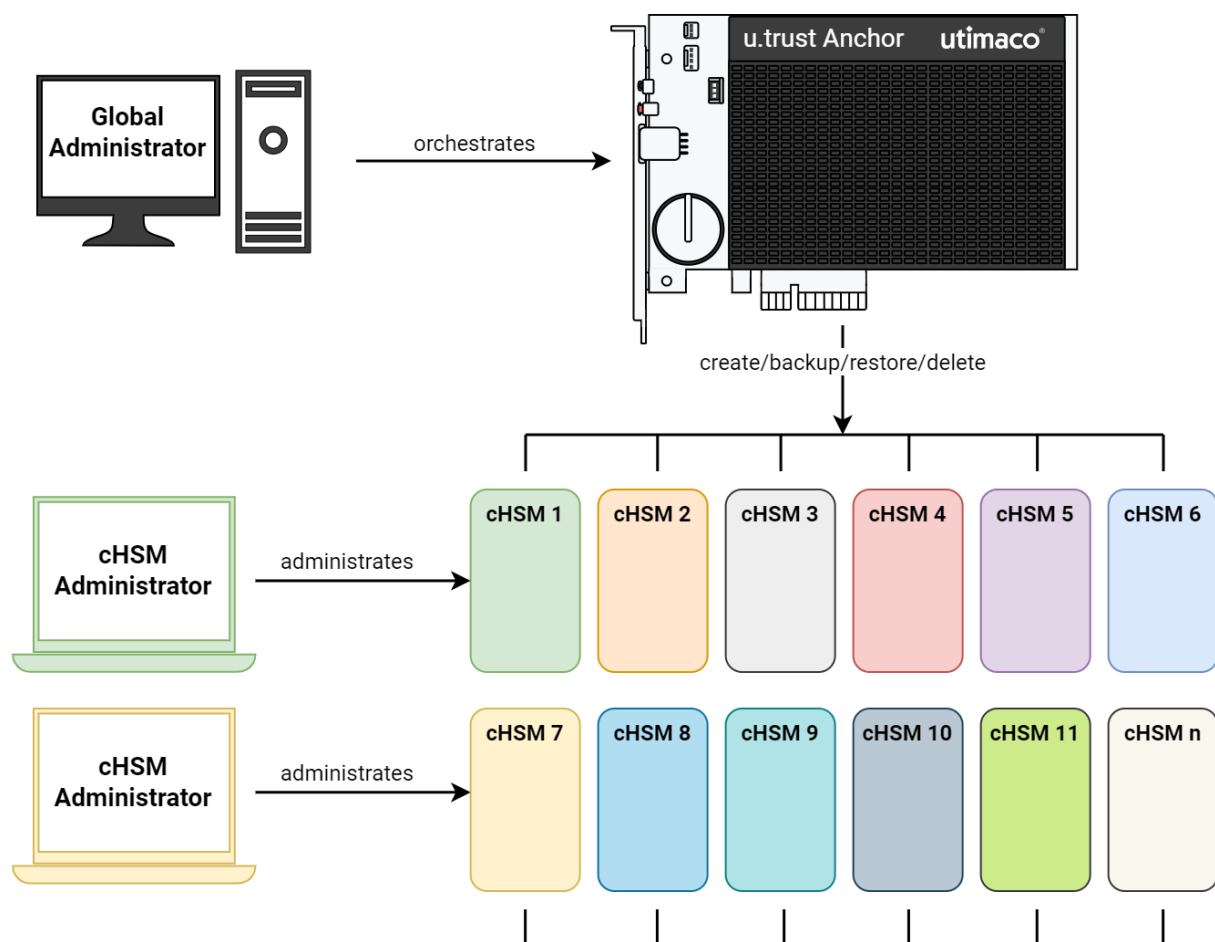 u.trust Anchor utimaco®
Global
Administrator
orchestrates
create/backup/restore/delete
cHSM 1 cHSM 2 cHSM 3 cHSM 4 cHSM 5 cHSM 6
cHSM
Administrator
administrates
cHSM 7 cHSM 8 cHSM 9 cHSM 10 cHSM 11 cHSM n
cHSM
Administrator
administrates